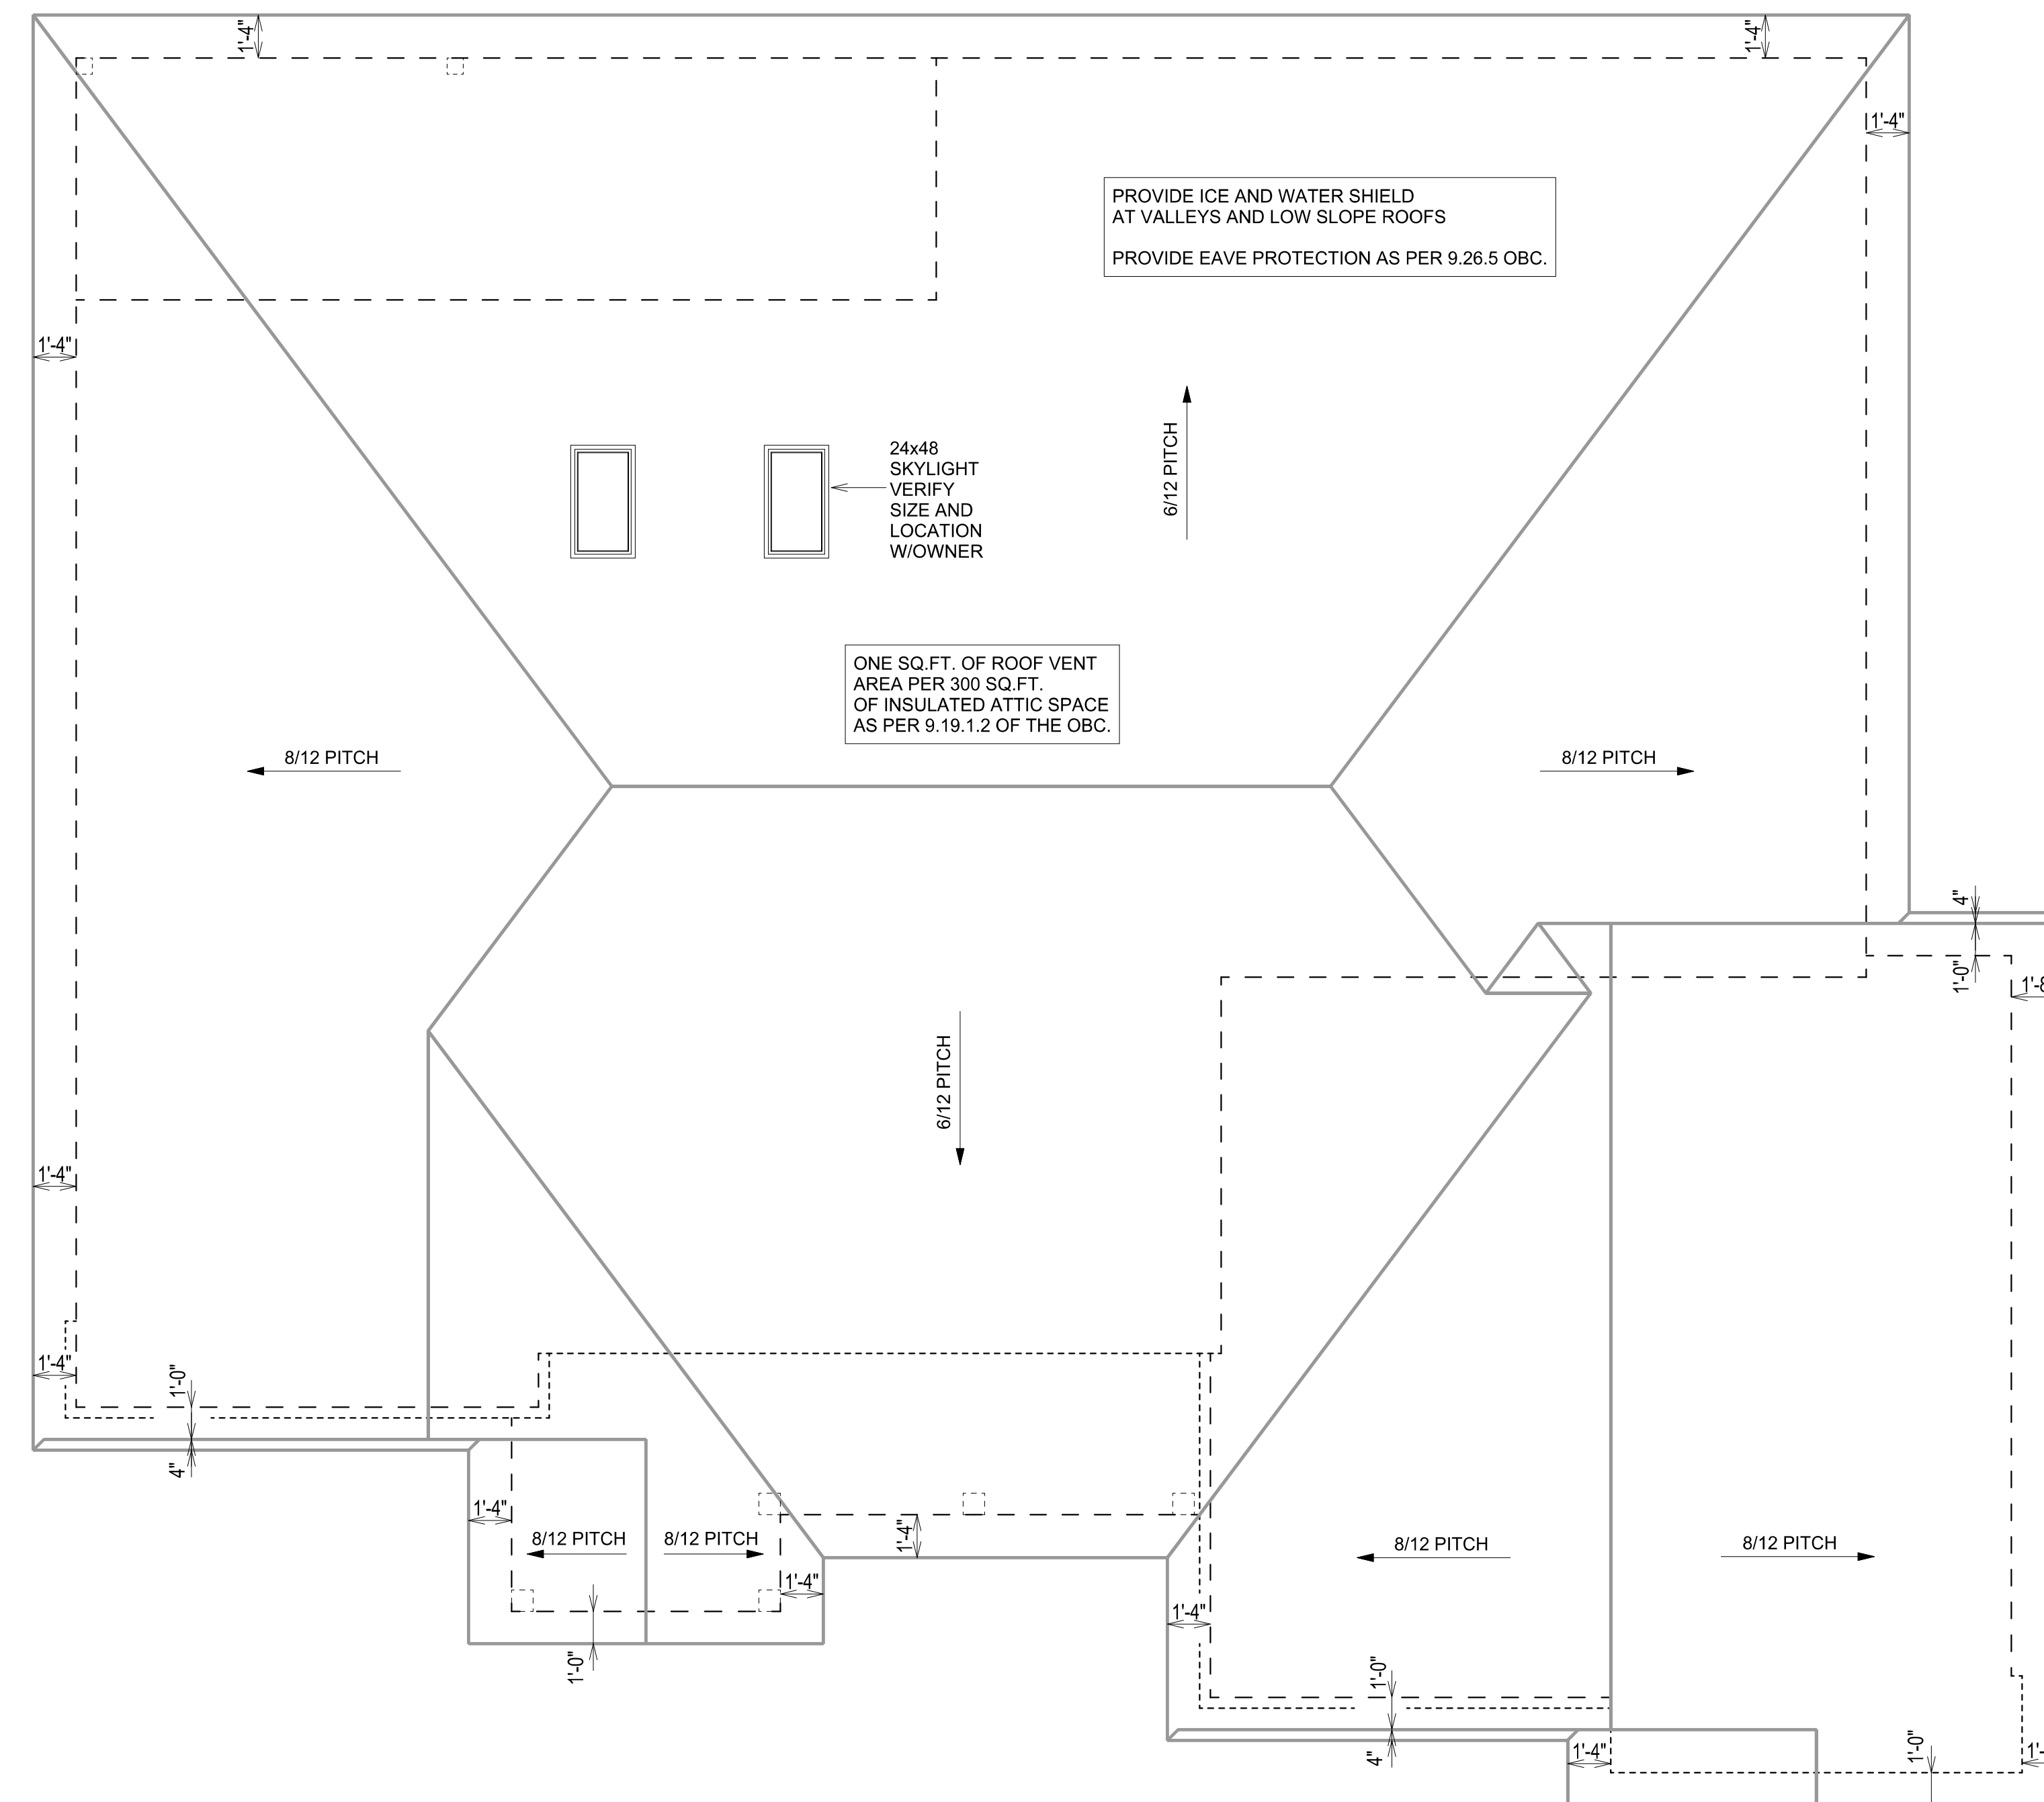 1'-4"
1'-4"
1'-4"
PROVIDE ICE AND WATER SHIELD
AT VALLEYS AND LOW SLOPE ROOFS
PROVIDE EAVE PROTECTION AS PER 9.26.5 OBC.
1'-4"
6/12 PITCH
24x48
SKYLIGHT
VERIFY
SIZE AND
LOCATION
W/OWNER
ONE SQ.FT. OF ROOF VENT
AREA PER 300 SQ.FT.
OF INSULATED ATTIC SPACE
AS PER 9.19.1.2 OF THE OBC.
8/12 PITCH
8/12 PITCH
4"
1'-0"
1'-8
6/12 PITCH
1'-4"
1'-4"
1'-0"
4"
1'-4"
8/12 PITCH
8/12 PITCH
1'-4"
1'-4"
1'-0"
8/12 PITCH
8/12 PITCH
1'-4"
1'-0"
4"
1'-4"
1'-0"
1'-